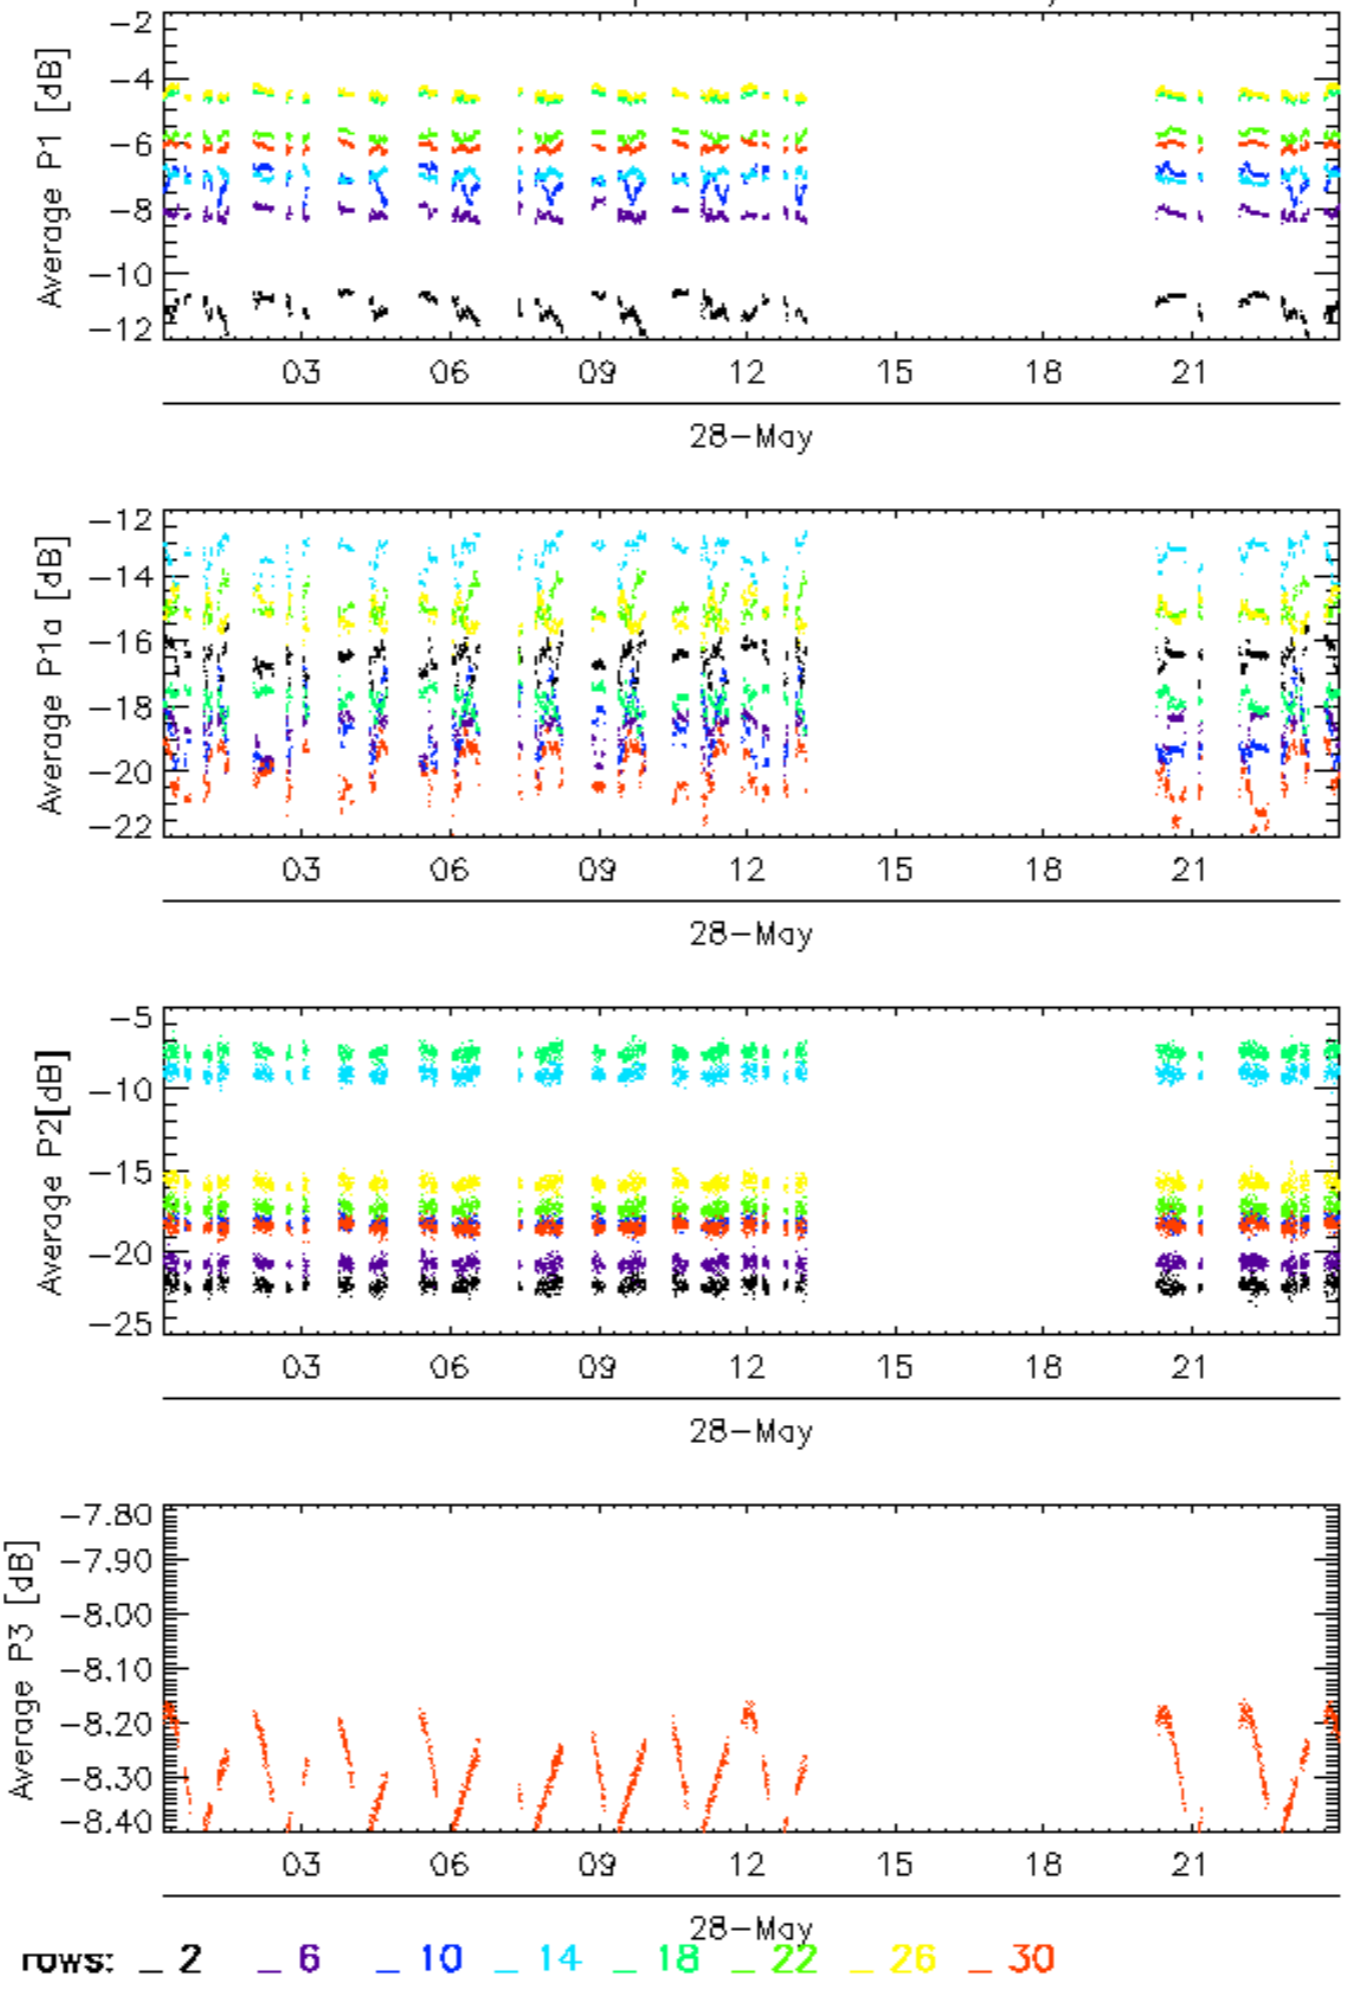 -2
-4
-6
-8
-10
-12
Average P1 [dB]
03 06 09 12 15 18 21
28-May
-12
-14
-16
-18
-20
-22
Average P1a [dB]
03 06 09 12 15 18 21
28-May
-5
-10
-15
-20
-25
Average P2[dB]
03 06 09 12 15 18 21
28-May
-7.80
-7.90
-8.00
-8.10
-8.20
-8.30
-8.40
Average P3 [dB]
03 06 09 12 15 18 21
28-May
rows: _ 2 _ 6 _ 10 _ 14 _ 18 _ 22 _ 26 _ 30